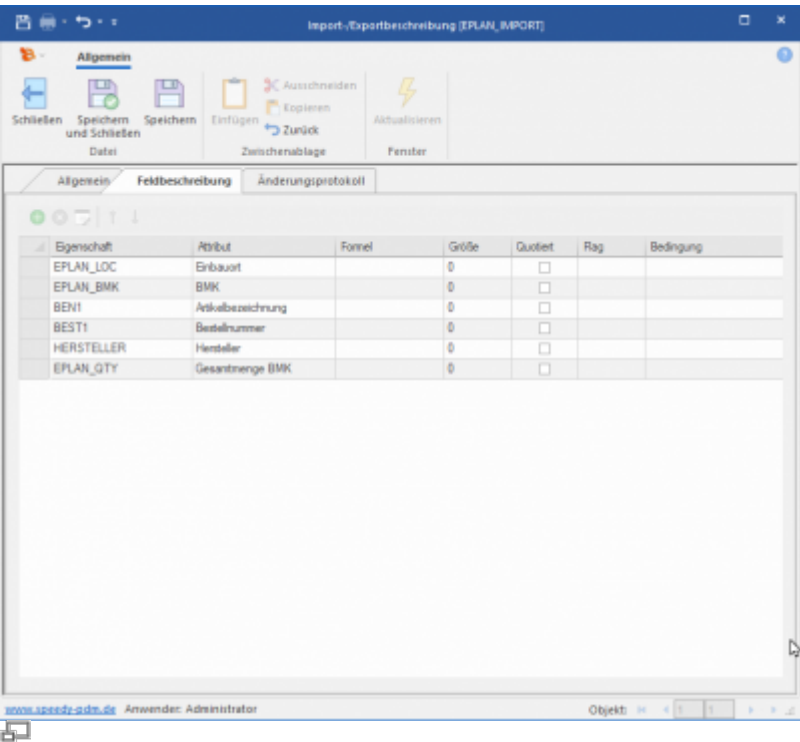 Import-/Exportbeschreibung [EPLAN_IMPORT]
Allgemein
Schließen
Speichern und Schließen
Speichern
Einfügen
Ausschneiden
Kopieren
Zurück
Aktualisieren
Datei
Zwischenablage
Fenster
Allgemein Feldbeschreibung Änderungsprotokoll
Eigenschaft Attribut Formel Größe Quotiert Flag Bedingung
EPLAN_LOC Einbauort 0
EPLAN_BMK BMK 0
BEN1 Artikelbezeichnung 0
BEST1 Bestellnummer 0
HERSTELLER Hersteller 0
EPLAN_QTY Gesamtmenge BMK 0
www.speedy-pdm.de Anwender: Administrator Objekt: 1 1